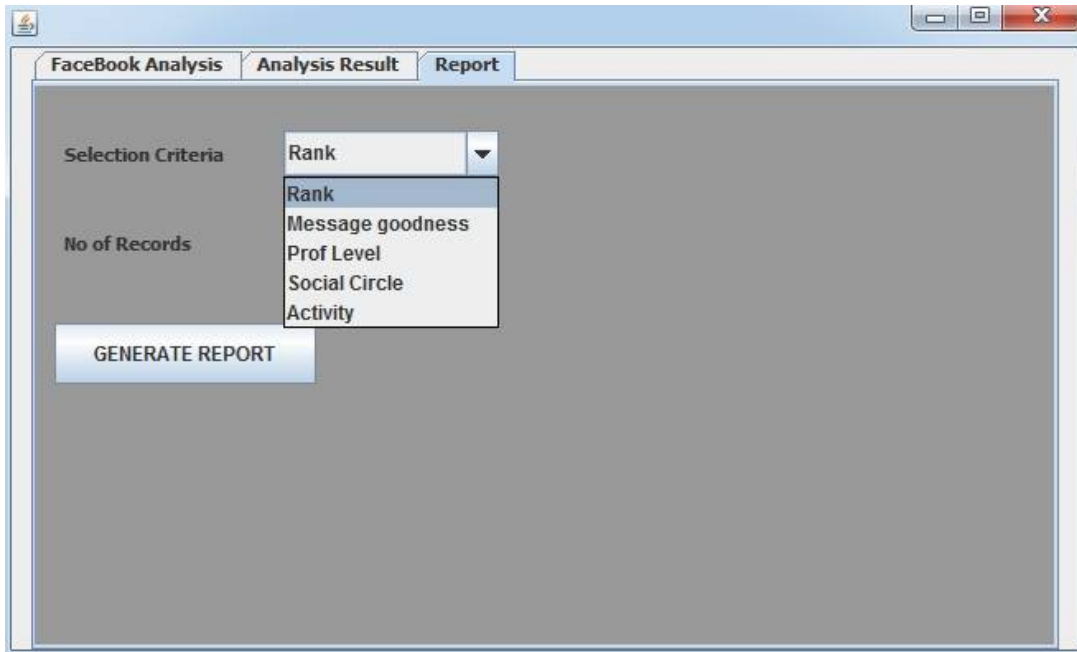 FaceBook Analysis Analysis Result Report
Selection Criteria Rank
Rank
Message goodness
No of Records
Prof Level
Social Circle
Activity
GENERATE REPORT